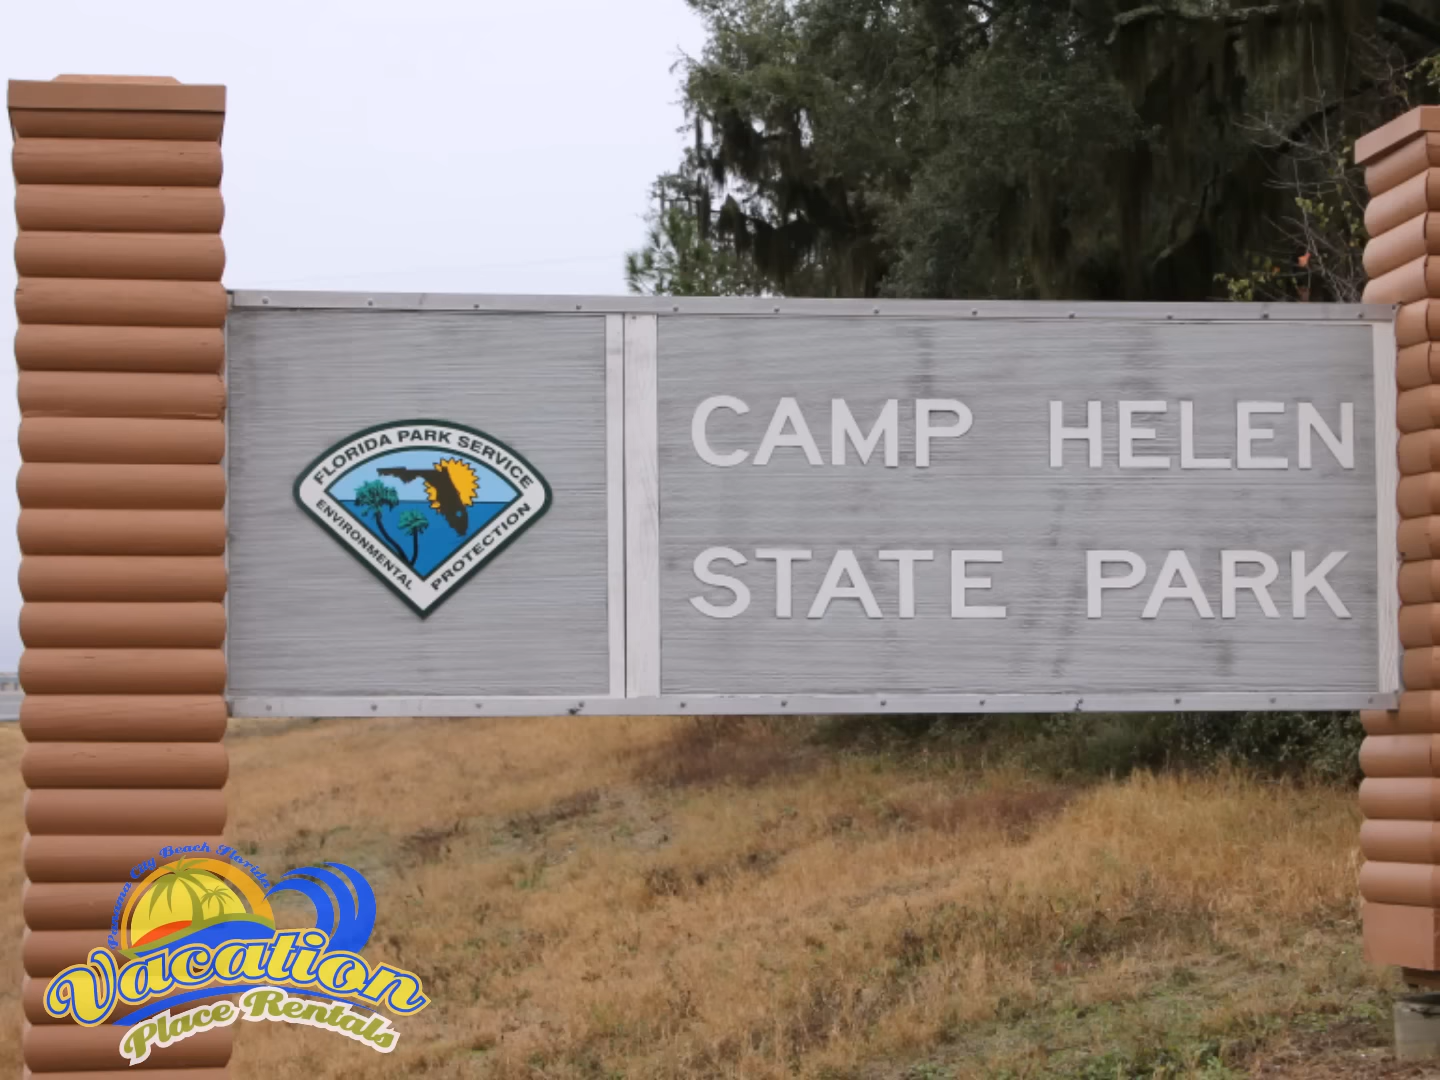 FLORIDA PARK SERVICE
ENVIRONMENTAL PROTECTION
CAMP HELEN
STATE PARK
Panama City Beach Florida
Vacation
Place Rentals